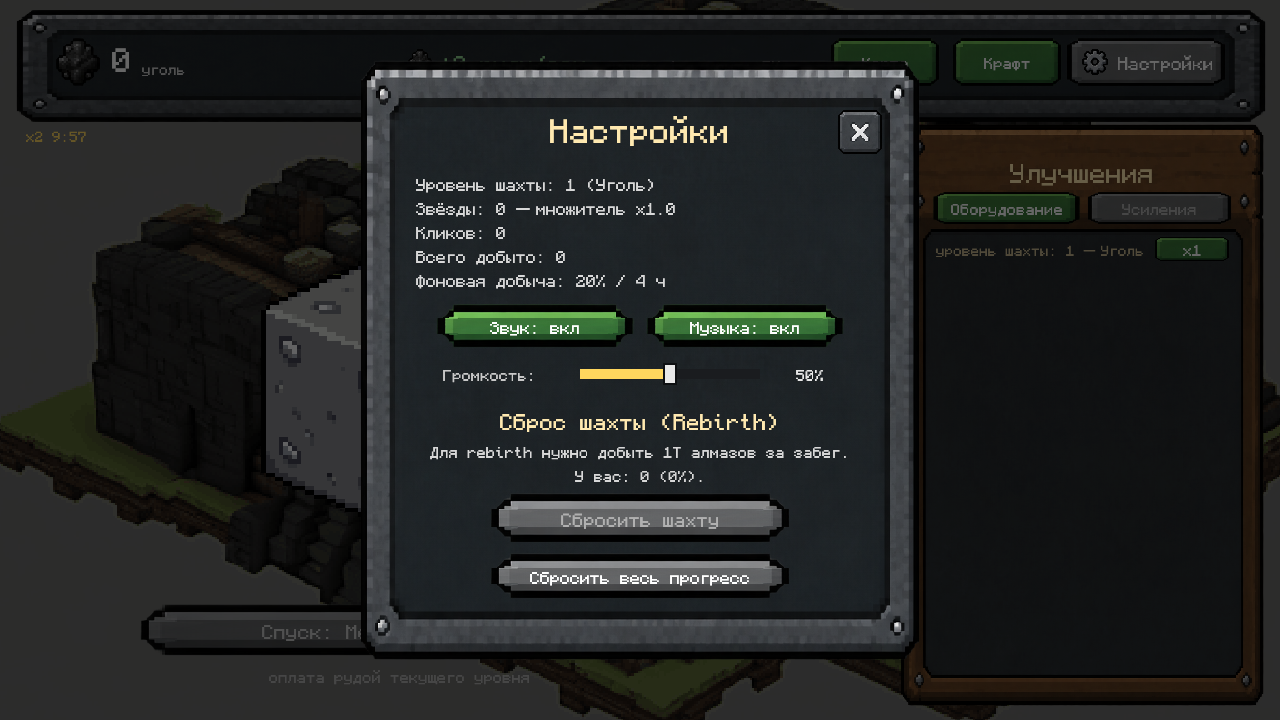 0 уголь
Крафт
Настройки
x2 9:57
Настройки
Уровень шахты: 1 (Уголь)
Звёзды: 0 — множитель x1.0
Кликов: 0
Всего добыто: 0
Фоновая добыча: 20% / 4 ч
Звук: вкл
Музыка: вкл
Громкость:
50%
Сброс шахты (Rebirth)
Для rebirth нужно добыть 1T алмазов за забег.
У вас: 0 (0%).
Сбросить шахту
Сбросить весь прогресс
Улучшения
Оборудование
Усиления
уровень шахты: 1 — Уголь
x1
Спуск:
оплата рудой текущего уровня